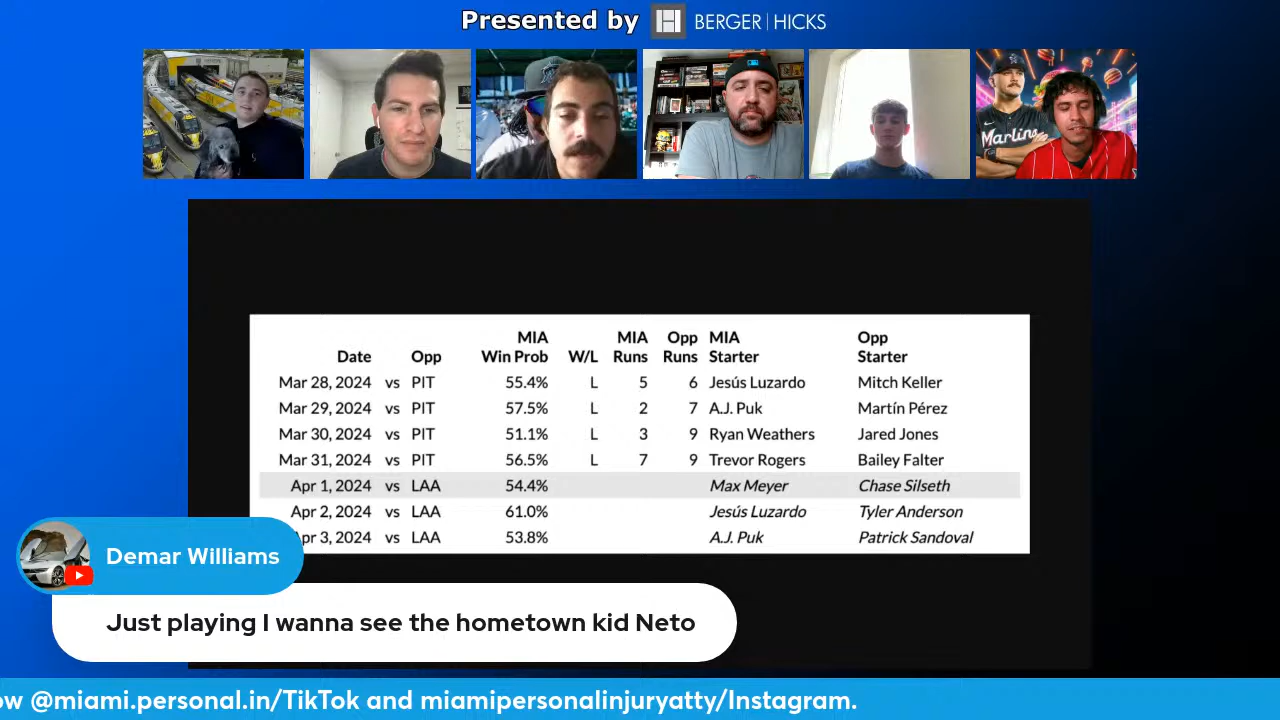 Presented by BERGER | HICKS
Marlins
MIA MIA Opp MIA Opp
Date Opp Win Prob W/L Runs Runs Starter Starter
Mar 28, 2024 vs PIT 55.4% L 5 6 Jesús Luzardo Mitch Keller
Mar 29, 2024 vs PIT 57.5% L 2 7 A.J. Puk Martín Pérez
Mar 30, 2024 vs PIT 51.1% L 3 9 Ryan Weathers Jared Jones
Mar 31, 2024 vs PIT 56.5% L 7 9 Trevor Rogers Bailey Falter
Apr 1, 2024 vs LAA 54.4% Max Meyer Chase Silseth
Apr 2, 2024 vs LAA 61.0% Jesús Luzardo Tyler Anderson
pr 3, 2024 vs LAA 53.8% A.J. Puk Patrick Sandoval
Demar Williams
Just playing I wanna see the hometown kid Neto
ow @miami.personal.in/TikTok and miamipersonalinjuryatty/Instagram.